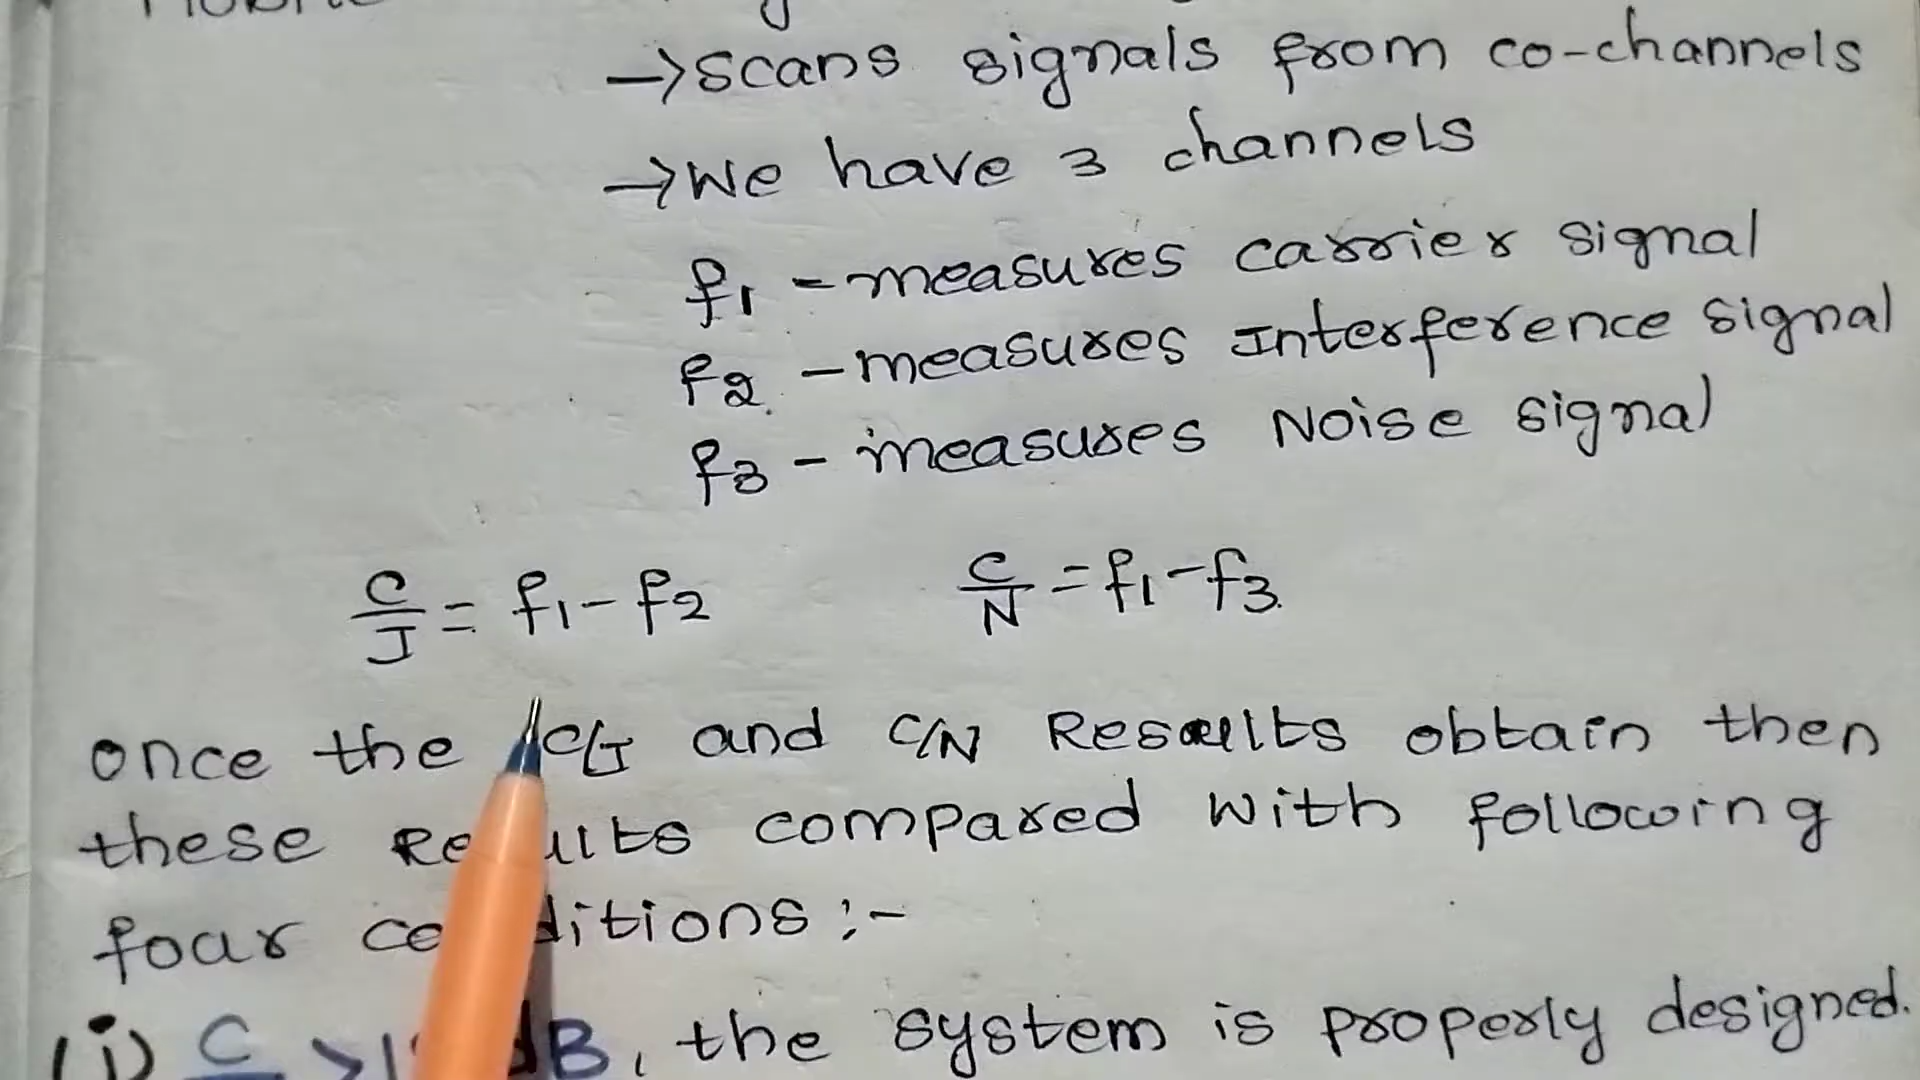 →scans signals from co-channels
→We have 3 channels
f1 - measures carrier signal
f2 - measures Interference signal
f3 - measures Noise signal
C/I = f1 - f2 C/N = f1 - f3
once the C/I and C/N Results obtain then
these Results compared with following
four conditions :-
(i) C > dB, the system is properly designed.